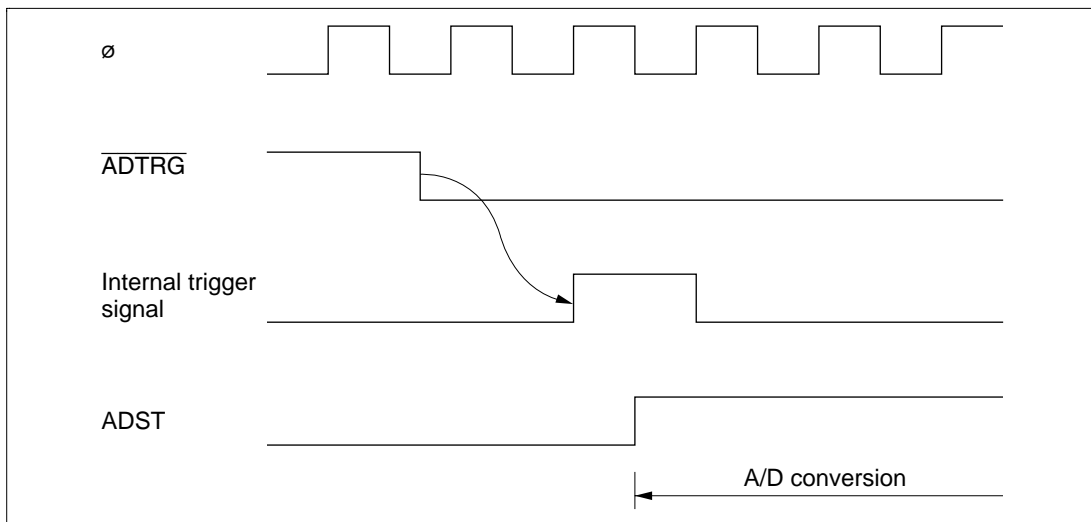 ø
ADTRG
Internal trigger
signal
ADST
A/D conversion